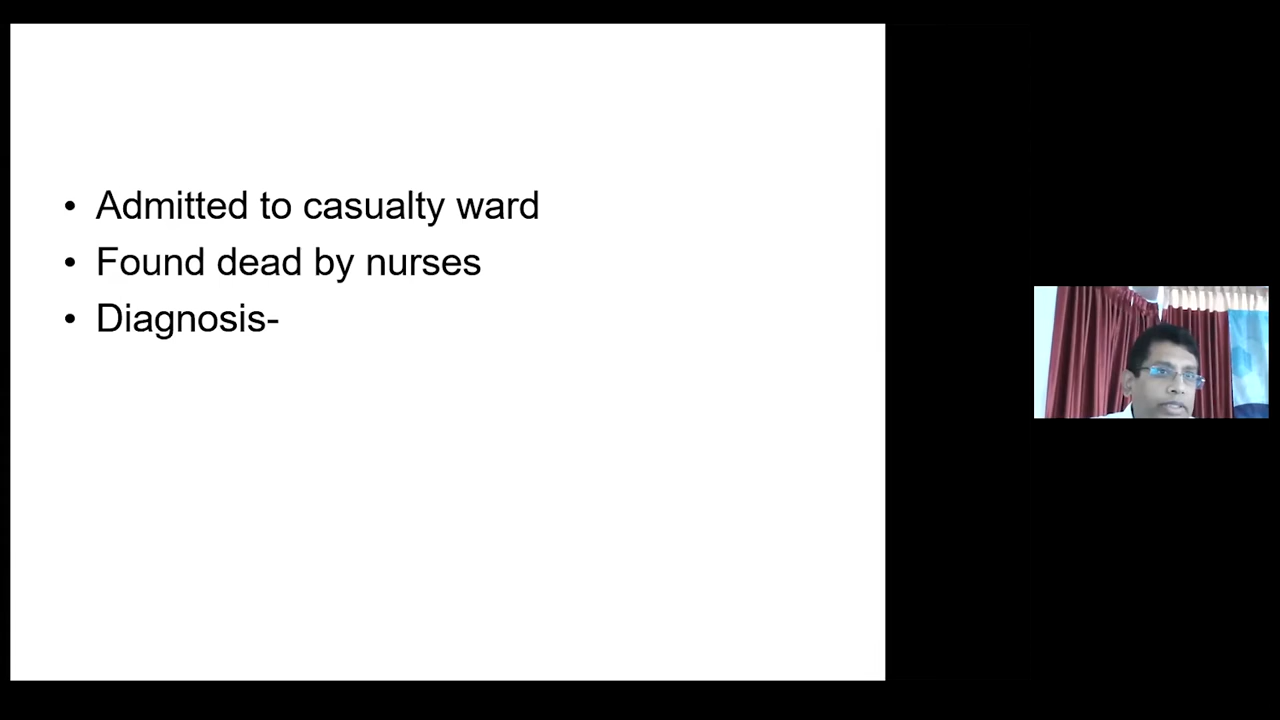 • Admitted to casualty ward
• Found dead by nurses
• Diagnosis-